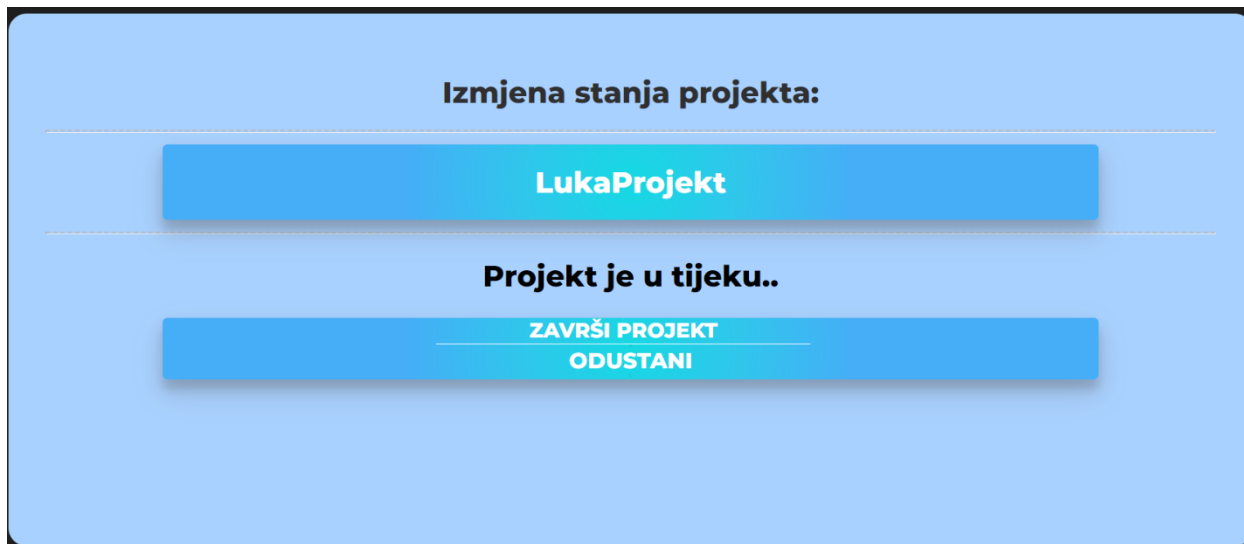 Izmjena stanja projekta:
LukaProjekt
Projekt je u tijeku..
ZAVRŠI PROJEKT
ODUSTANI